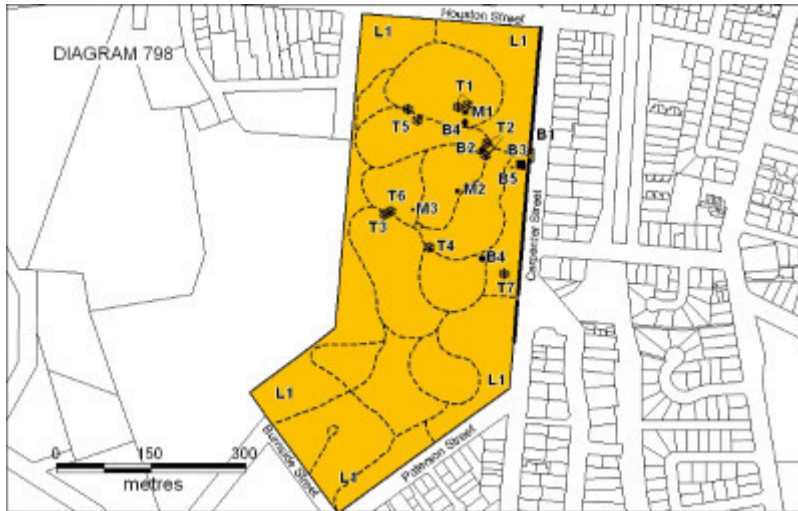 Houston Street
L1
L1
DIAGRAM 798
T1
M1
T5
B4
T2
B1
B2
B3
B5
M2
T6
M3
T3
Carpenter Street
T4
B4
T7
L1
L1
Burnside Street
Paterson Street
L1
0 150 300
metres